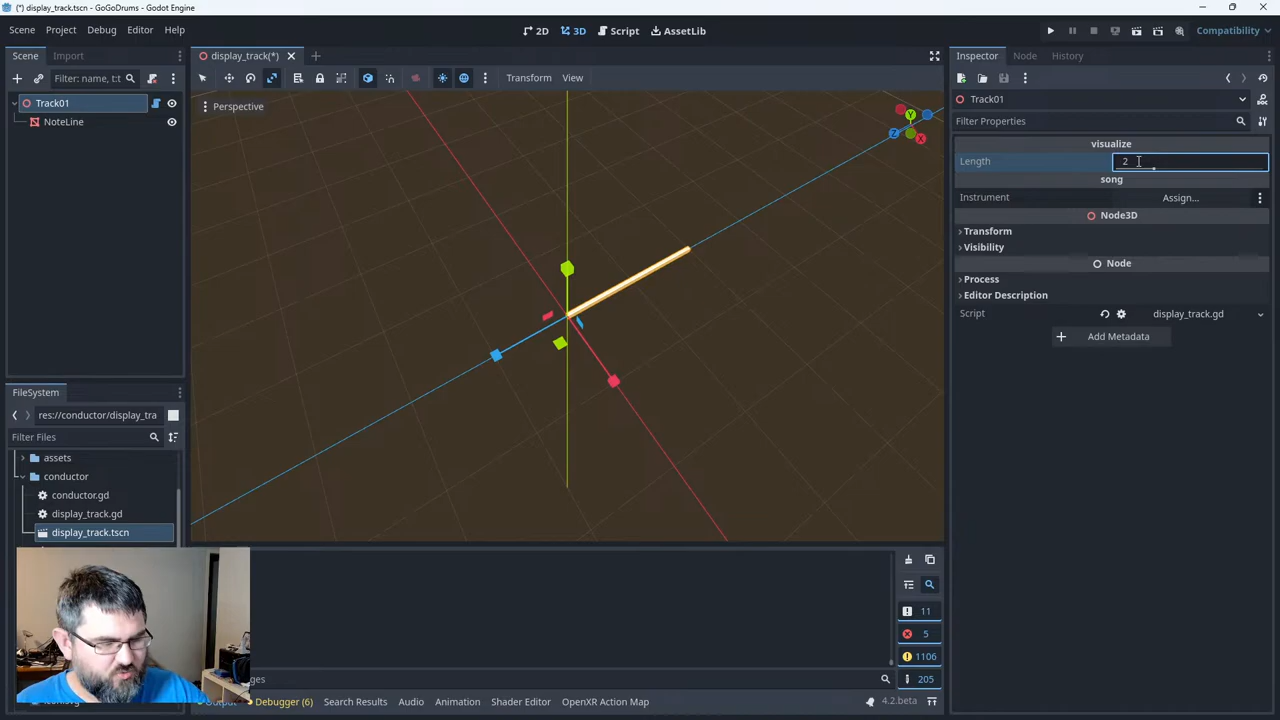 (*) display_track.tscn - GoGoDrums - Godot Engine
Scene Project Debug Editor Help
2D 3D Script AssetLib
Compatibility
Scene Import
display_track(*)
Inspector Node History
Filter: name, t:t
Transform View
Track01
NoteLine
Perspective
Y
Z
X
Track01
Filter Properties
visualize
Length 2
song
Instrument Assign...
Node3D
Transform
Visibility
Node
Process
Editor Description
Script display_track.gd
Add Metadata
FileSystem
res://conductor/display_tra
Filter Files
assets
conductor
conductor.gd
display_track.gd
display_track.tscn
11
5
1106
205
Debugger (6) Search Results Audio Animation Shader Editor OpenXR Action Map
4.2.beta